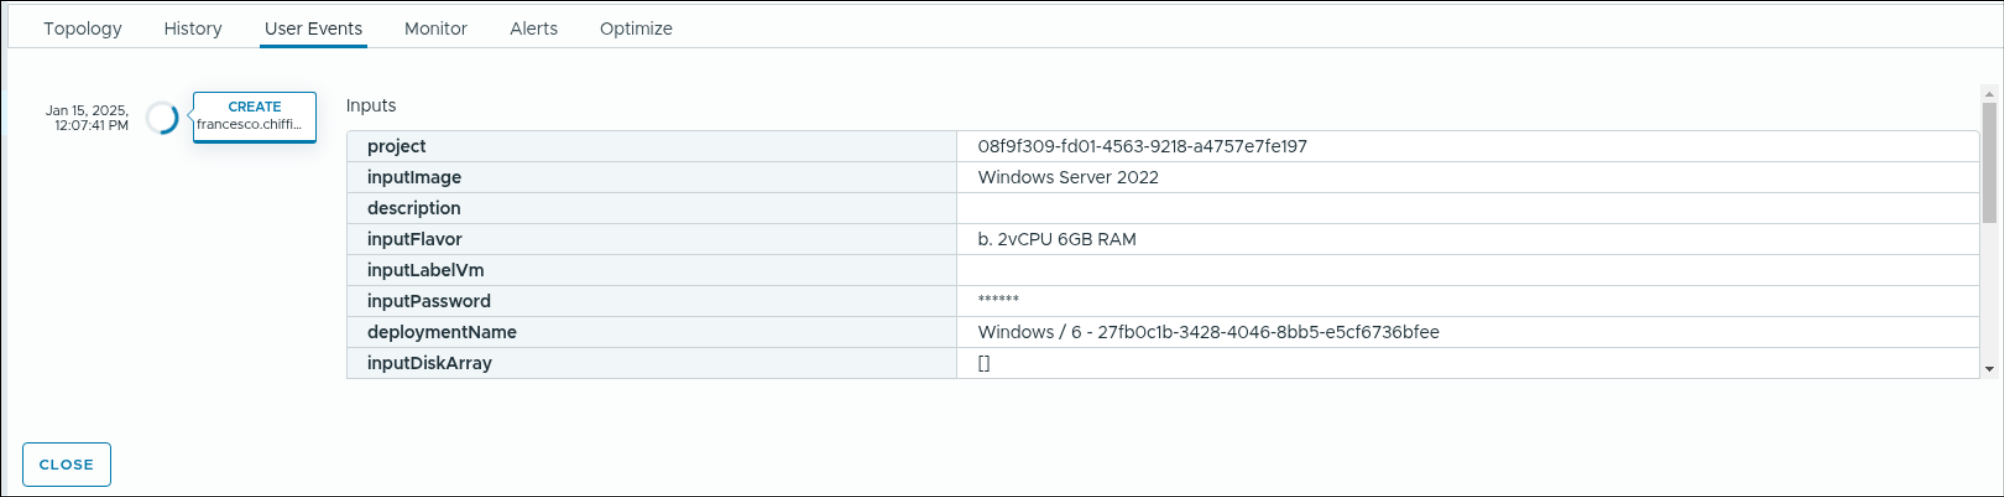 Topology History User Events Monitor Alerts Optimize
Jan 15, 2025,
12:07:41 PM
CREATE
francesco.chiffi...
Inputs
project 08f9f309-fd01-4563-9218-a4757e7fe197
inputImage Windows Server 2022
description
inputFlavor b. 2vCPU 6GB RAM
inputLabelVm
inputPassword ******
deploymentName Windows / 6 - 27fb0c1b-3428-4046-8bb5-e5cf6736bfee
inputDiskArray []
CLOSE